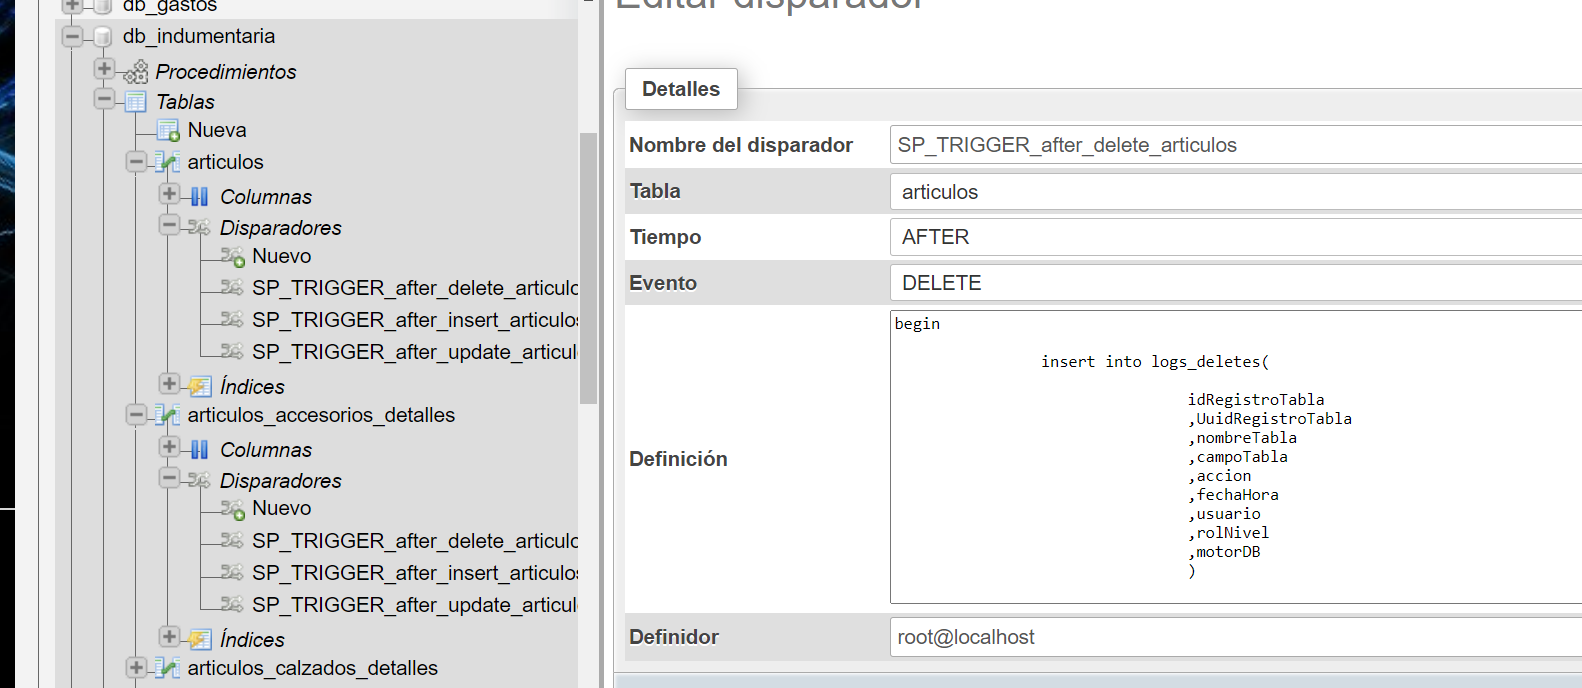 db_gastos
db_indumentaria
Procedimientos
Tablas
Nueva
articulos
Columnas
Disparadores
Nuevo
SP_TRIGGER_after_delete_articulo
SP_TRIGGER_after_insert_articulos
SP_TRIGGER_after_update_articul
Índices
articulos_accesorios_detalles
Columnas
Disparadores
Nuevo
SP_TRIGGER_after_delete_articulo
SP_TRIGGER_after_insert_articulos
SP_TRIGGER_after_update_articul
Índices
articulos_calzados_detalles
Editar disparador
Detalles
Nombre del disparador
SP_TRIGGER_after_delete_articulos
Tabla
articulos
Tiempo
AFTER
Evento
DELETE
Definición
begin
insert into logs_deletes(
idRegistroTabla
,UuidRegistroTabla
,nombreTabla
,campoTabla
,accion
,fechaHora
,usuario
,rolNivel
,motorDB
)
Definidor
root@localhost